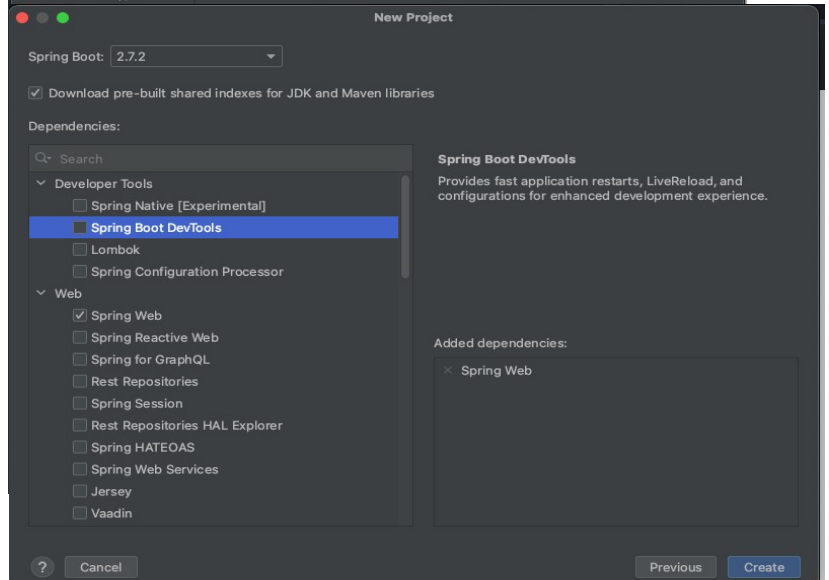 New Project
Spring Boot: 2.7.2
Download pre-built shared indexes for JDK and Maven libraries
Dependencies:
Search
Developer Tools
Spring Native [Experimental]
Spring Boot DevTools
Lombok
Spring Configuration Processor
Web
Spring Web
Spring Reactive Web
Spring for GraphQL
Rest Repositories
Spring Session
Rest Repositories HAL Explorer
Spring HATEOAS
Spring Web Services
Jersey
Vaadin
Spring Boot DevTools
Provides fast application restarts, LiveReload, and
configurations for enhanced development experience.
Added dependencies:
Spring Web
? Cancel Previous Create